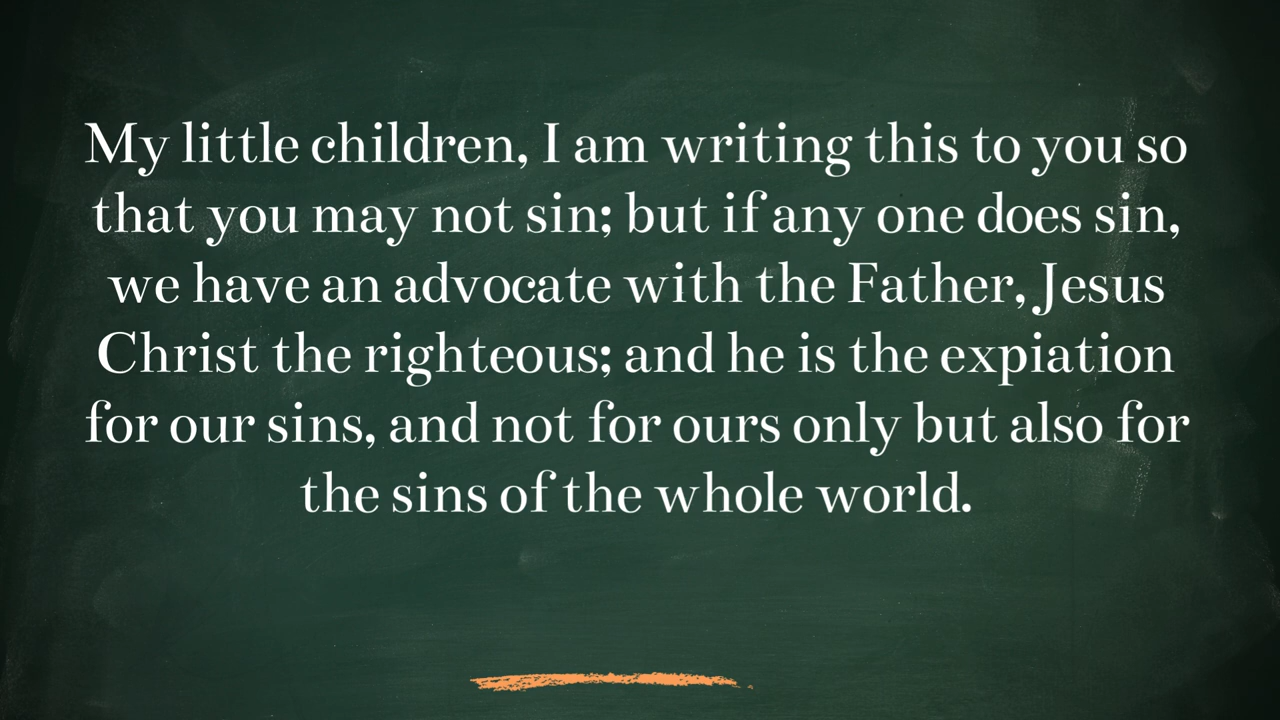 My little children, I am writing this to you so
that you may not sin; but if any one does sin,
we have an advocate with the Father, Jesus
Christ the righteous; and he is the expiation
for our sins, and not for ours only but also for
the sins of the whole world.